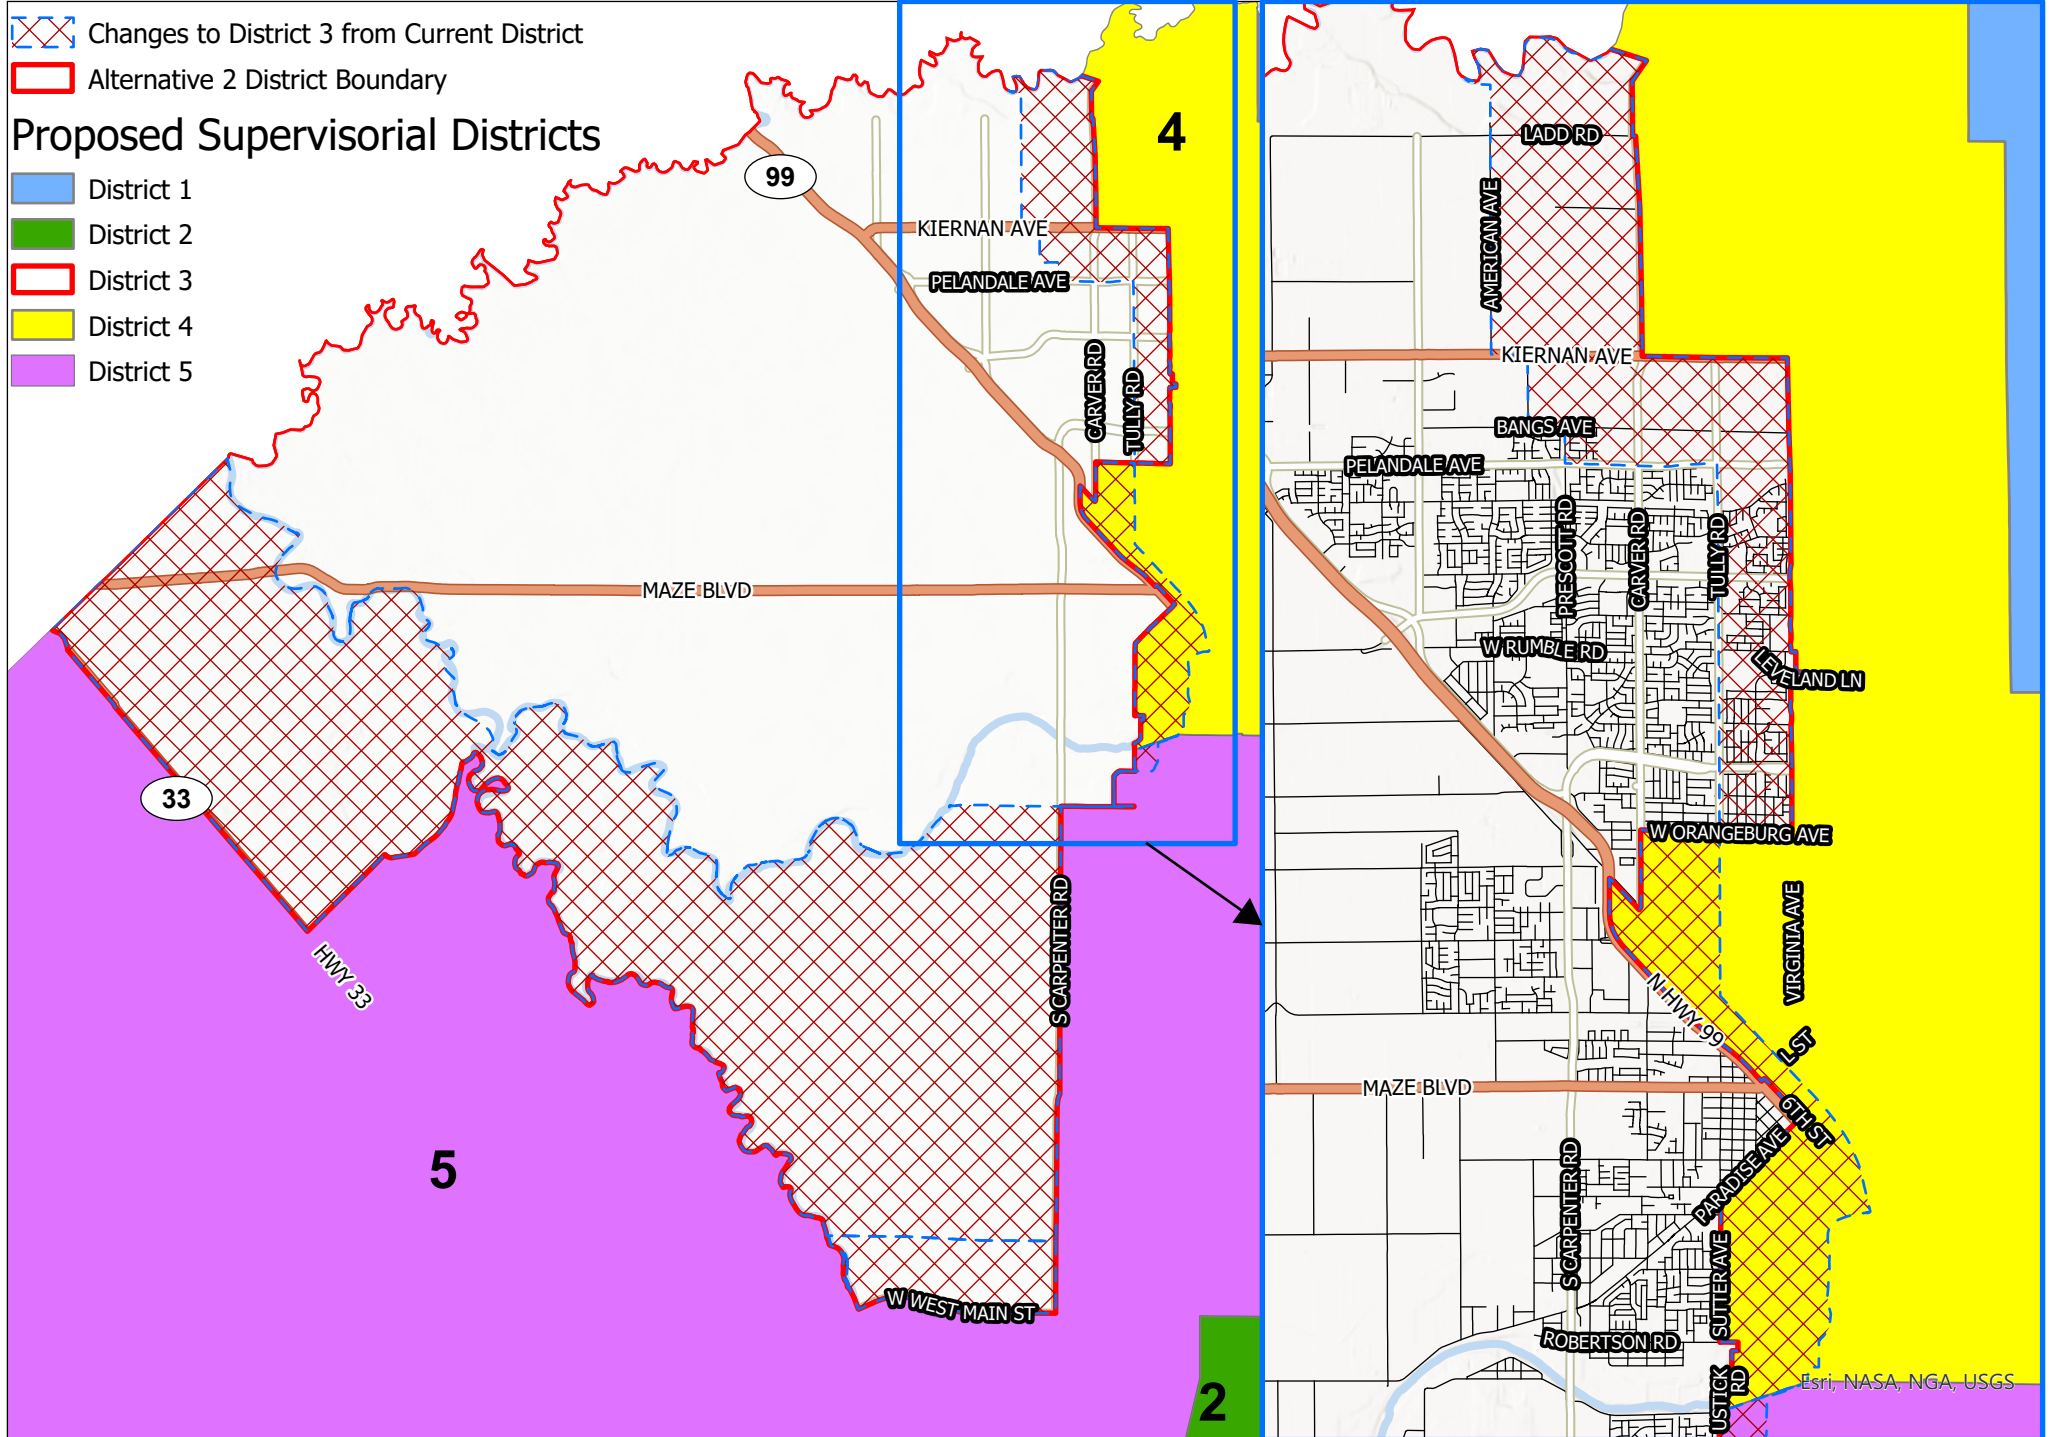 Changes to District 3 from Current District
Alternative 2 District Boundary
Proposed Supervisorial Districts
District 1
District 2
District 3
District 4
District 5
4
99
KIERNAN AVE
PELANDALE AVE
CARVER RD
TULLY RD
MAZE BLVD
33
HWY 33
S CARPENTER RD
5
W WEST MAIN ST
2
LADD RD
AMERICAN AVE
KIERNAN AVE
BANGS AVE
PELANDALE AVE
PRESCOTT RD
CARVER RD
TULLY RD
W RUMBLE RD
LEVELAND LN
W ORANGEBURG AVE
VIRGINIA AVE
N HWY 99
L ST
MAZE BLVD
6TH ST
PARADISE AVE
S CARPENTER RD
SUTTER AVE
ROBERTSON RD
USTICK
RD
Esri, NASA, NGA, USGS